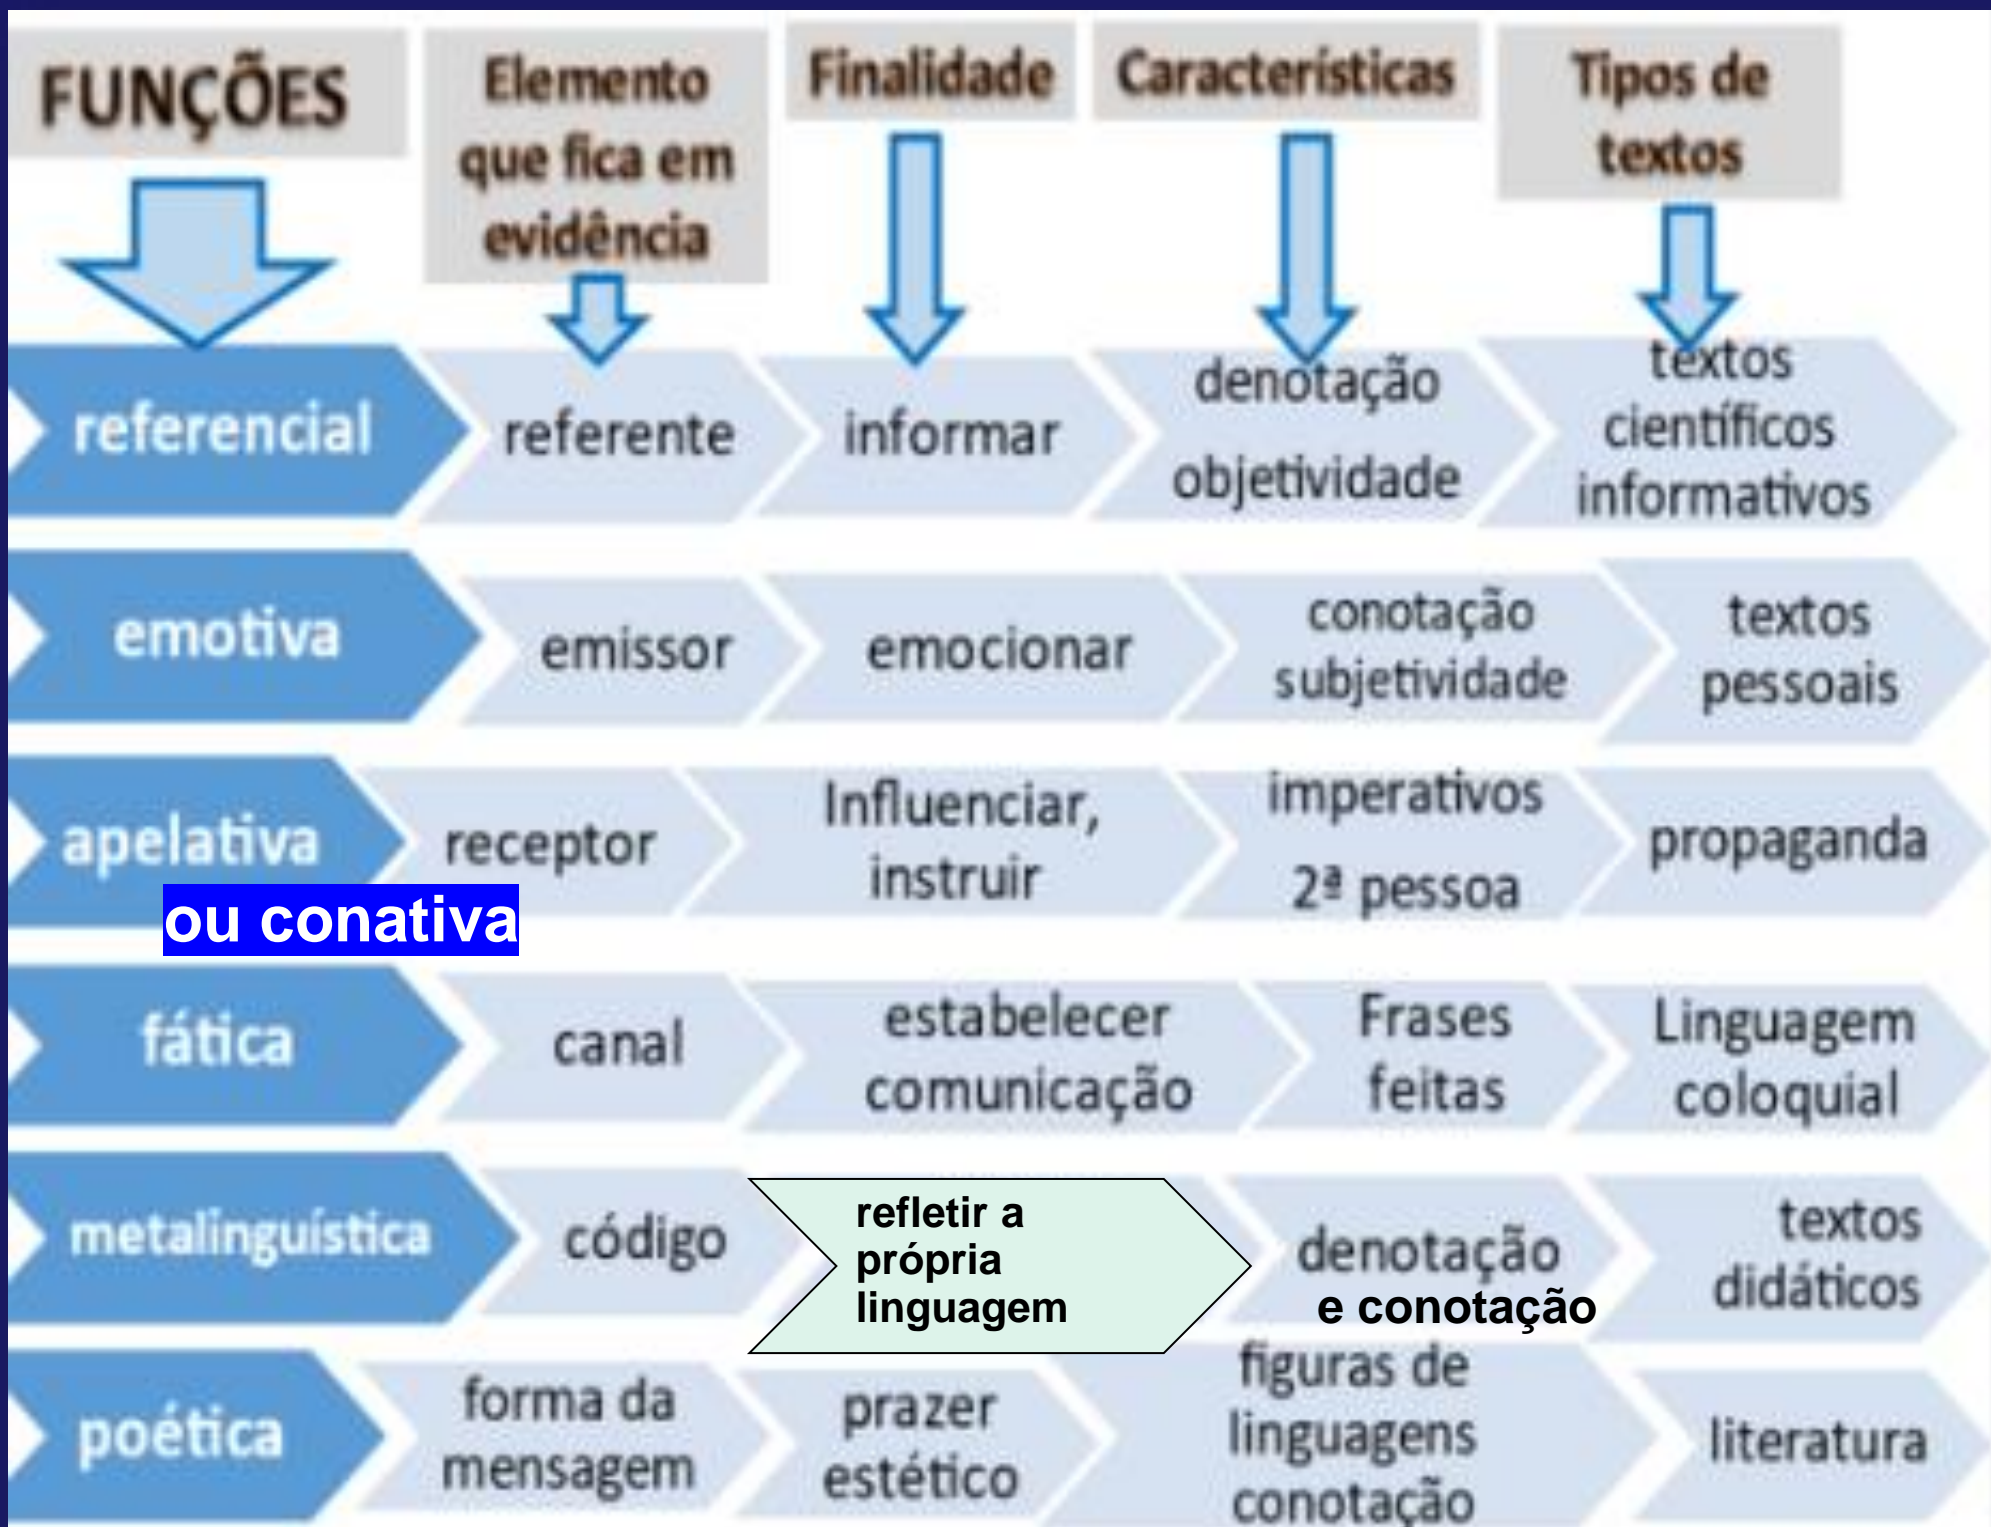 FUNÇÕES
Elemento
que fica em
evidência
Finalidade
Características
Tipos de
textos
referencial
referente
informar
denotação
objetividade
textos
científicos
informativos
emotiva
emissor
emocionar
conotação
subjetividade
textos
pessoais
apelativa
ou conativa
receptor
Influenciar,
instruir
imperativos
2ª pessoa
propaganda
fática
canal
estabelecer
comunicação
Frases
feitas
Linguagem
coloquial
metalinguística
código
refletir a
própria
linguagem
denotação
e conotação
textos
didáticos
poética
forma da
mensagem
prazer
estético
figuras de
linguagens
conotação
literatura